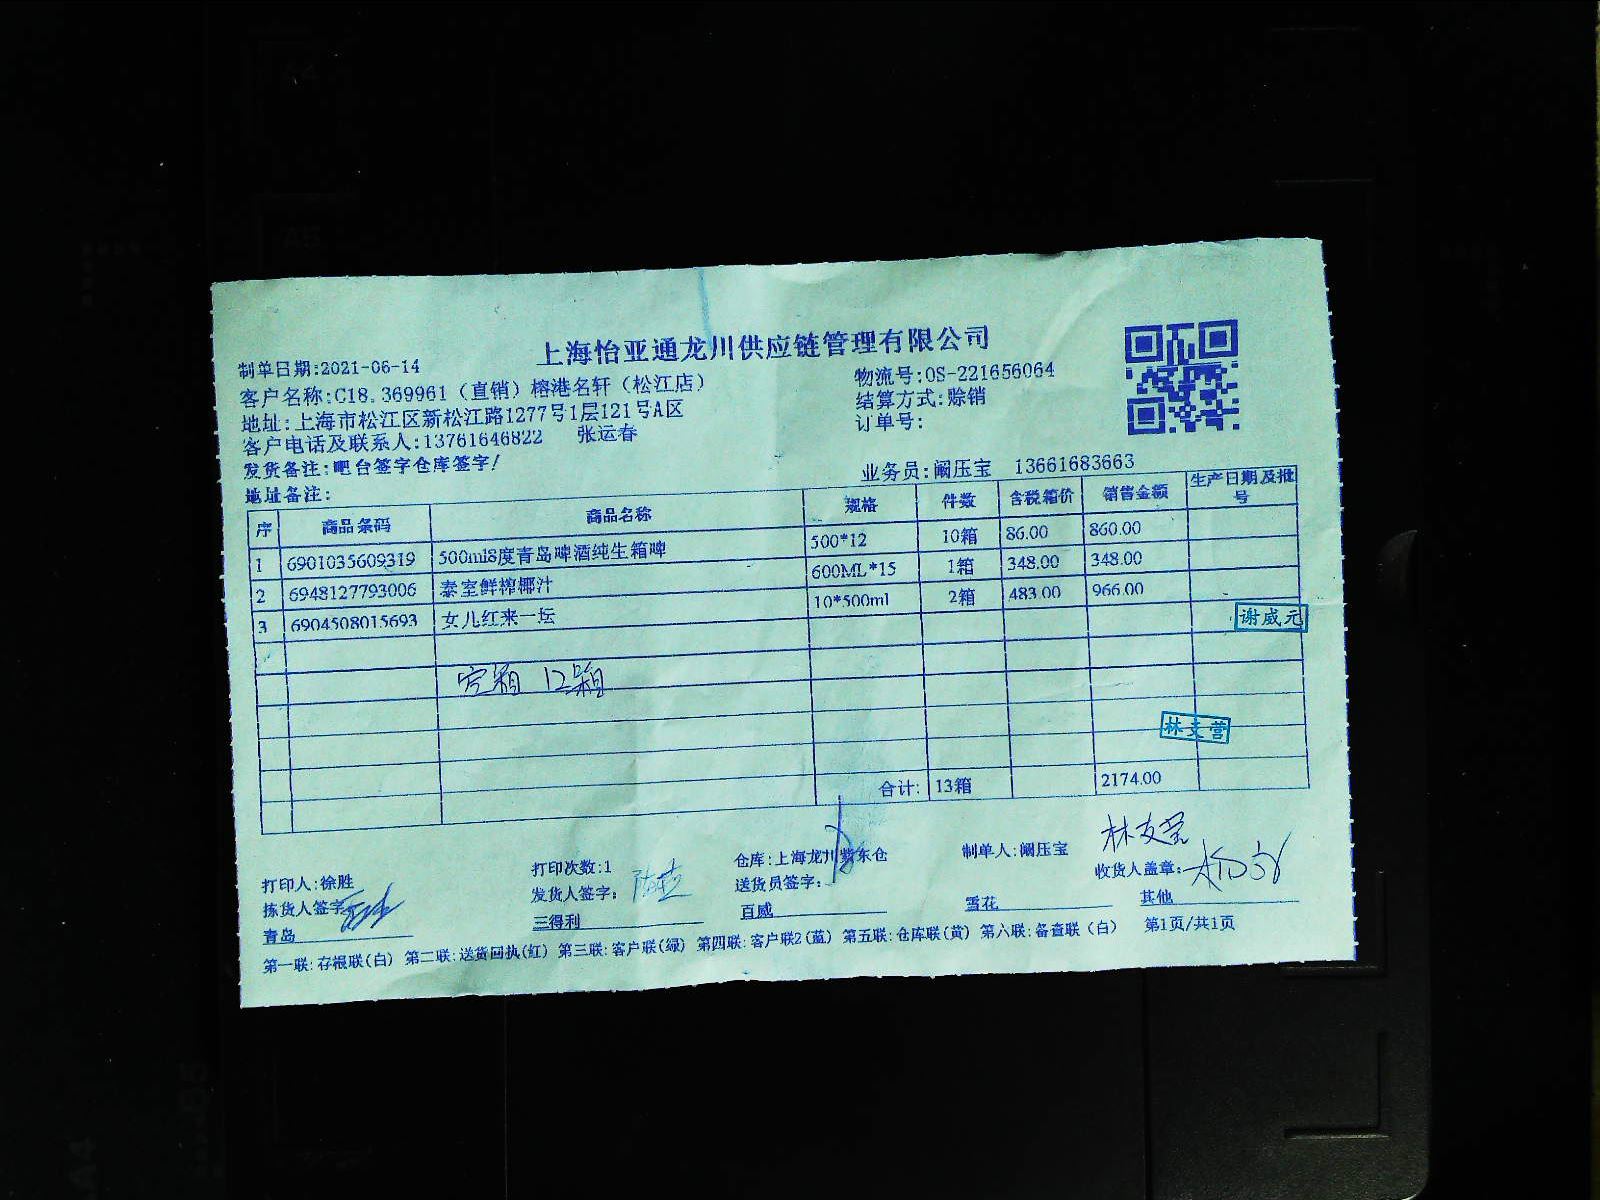 上海怡亚通龙川供应链管理有限公司
制单日期:2021-06-14
客户名称:C18.369961（直销）榕港名轩（松江店） 物流号:OS-221656064
地址:上海市松江区新松江路1277号1层121号A区 结算方式:赊销
客户电话及联系人:13761646822 张运春 订单号:
发货备注:吧台签字仓库签字! 业务员:阚压宝 13661683663
地址备注:
序 商品条码 商品名称 规格 件数 含税箱价 销售金额 生产日期及批号
1 6901035609319 500ml8度青岛啤酒纯生箱啤 500*12 10箱 86.00 860.00
2 6948127793006 泰室鲜榨椰汁 600ML*15 1箱 348.00 348.00
3 6904508015693 女儿红来一坛 10*500ml 2箱 483.00 966.00
谢威元
空箱 12箱
林支营
合计: 13箱 2174.00
打印人:徐胜 打印次数:1 仓库:上海龙川紫东仓 制单人:阚压宝
拣货人签字: 发货人签字: 送货员签字: 收货人盖章:
青岛 三得利 百威 雪花 其他
第一联:存根联(白) 第二联:送货回执(红) 第三联:客户联(绿) 第四联:客户联2(蓝) 第五联:仓库联(黄) 第六联:备查联(白) 第1页/共1页
A4
A5